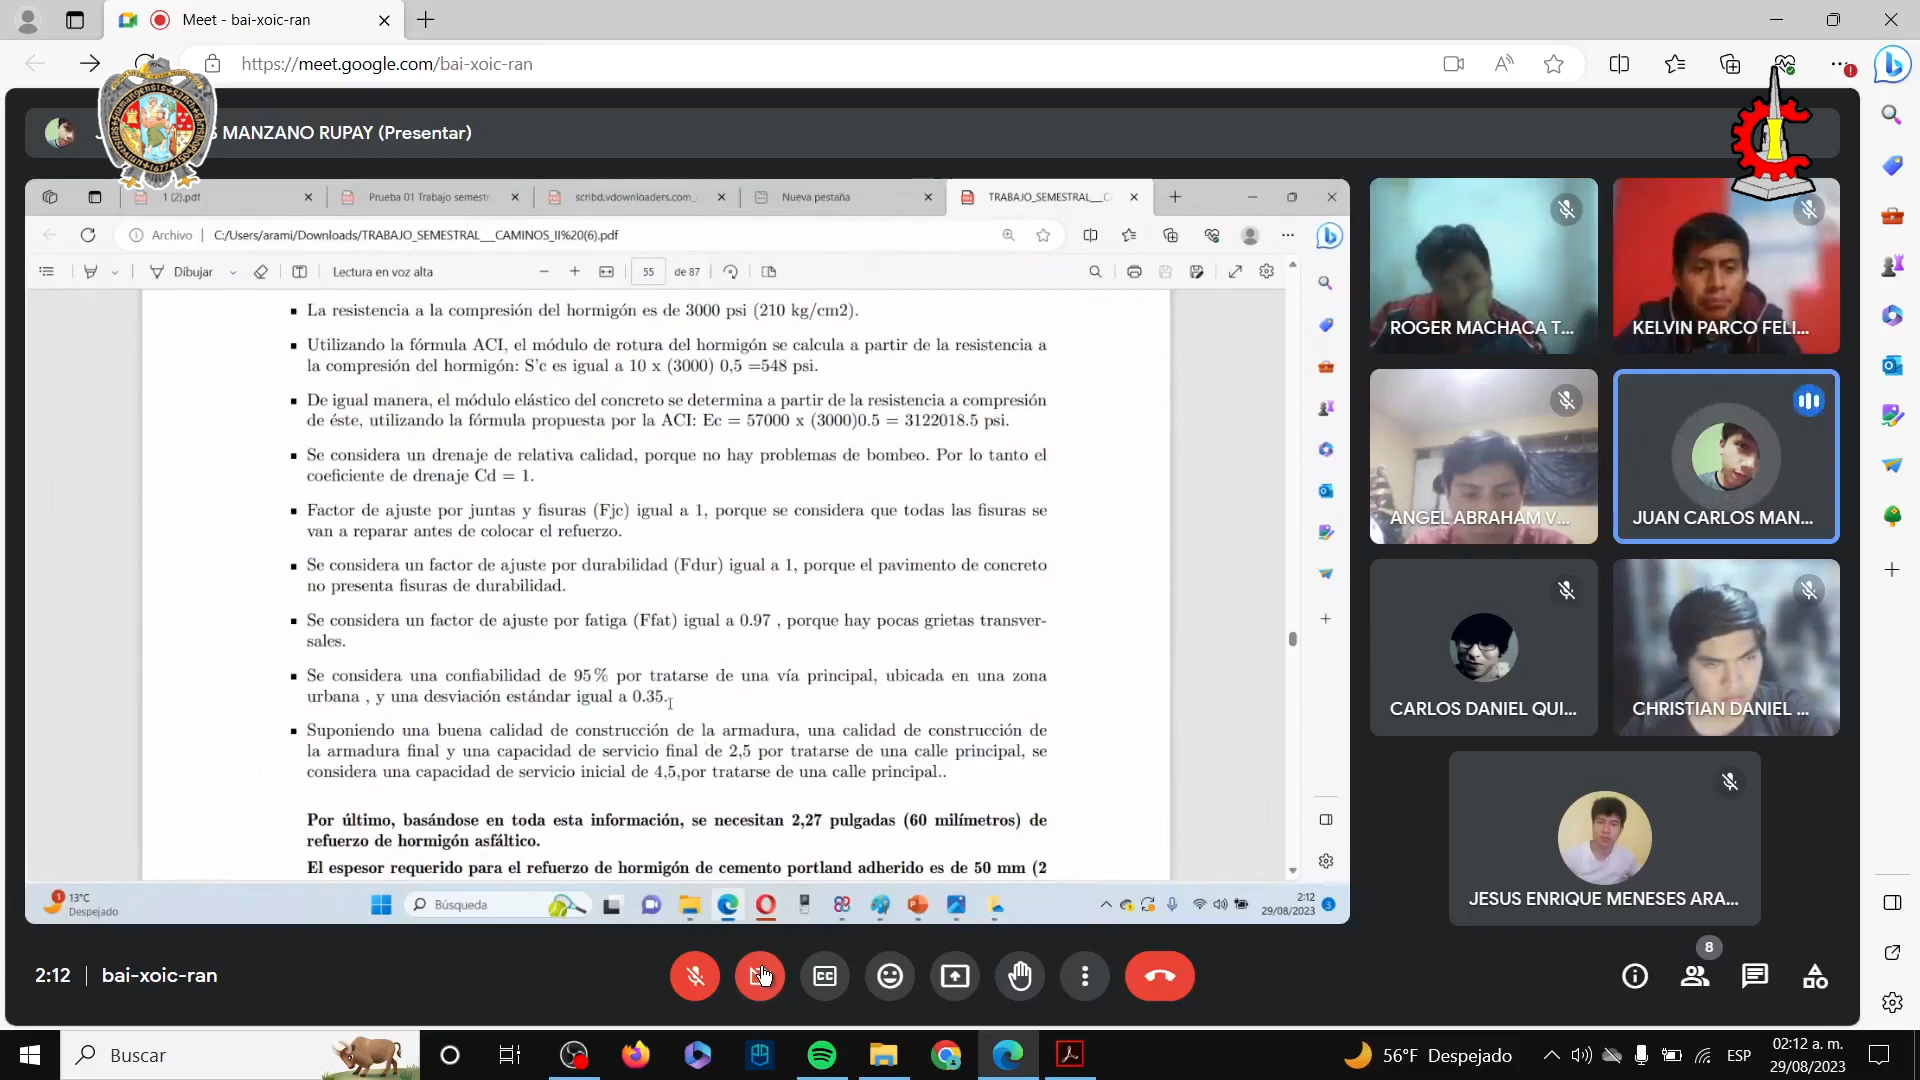 Meet - bai-xoic-ran
https://meet.google.com/bai-xoic-ran
MANZANO RUPAY (Presentar)
1 (2).pdf
Prueba 01 Trabajo semestr
scribd.vdownloaders.com_
Nueva pestaña
TRABAJO_SEMESTRAL___C
Archivo | C:/Users/arami/Downloads/TRABAJO_SEMESTRAL___CAMINOS_II%20(6).pdf
Dibujar
Lectura en voz alta
55 de 87
▪ La resistencia a la compresión del hormigón es de 3000 psi (210 kg/cm2).
▪ Utilizando la fórmula ACI, el módulo de rotura del hormigón se calcula a partir de la resistencia a
la compresión del hormigón: S'c es igual a 10 x (3000) 0,5 =548 psi.
▪ De igual manera, el módulo elástico del concreto se determina a partir de la resistencia a compresión
de éste, utilizando la fórmula propuesta por la ACI: Ec = 57000 x (3000)0.5 = 3122018.5 psi.
▪ Se considera un drenaje de relativa calidad, porque no hay problemas de bombeo. Por lo tanto el
coeficiente de drenaje Cd = 1.
▪ Factor de ajuste por juntas y fisuras (Fjc) igual a 1, porque se considera que todas las fisuras se
van a reparar antes de colocar el refuerzo.
▪ Se considera un factor de ajuste por durabilidad (Fdur) igual a 1, porque el pavimento de concreto
no presenta fisuras de durabilidad.
▪ Se considera un factor de ajuste por fatiga (Ffat) igual a 0.97 , porque hay pocas grietas transver-
sales.
▪ Se considera una confiabilidad de 95% por tratarse de una vía principal, ubicada en una zona
urbana , y una desviación estándar igual a 0.35.
▪ Suponiendo una buena calidad de construcción de la armadura, una calidad de construcción de
la armadura final y una capacidad de servicio final de 2,5 por tratarse de una calle principal, se
considera una capacidad de servicio inicial de 4,5,por tratarse de una calle principal..
Por último, basándose en toda esta información, se necesitan 2,27 pulgadas (60 milímetros) de
refuerzo de hormigón asfáltico.
El espesor requerido para el refuerzo de hormigón de cemento portland adherido es de 50 mm (2
13°C
Despejado
Búsqueda
2:12
29/08/2023
3
ROGER MACHACA T...
KELVIN PARCO FELI...
ANGEL ABRAHAM V...
JUAN CARLOS MAN...
CARLOS DANIEL QUI...
CHRISTIAN DANIEL ...
JESUS ENRIQUE MENESES ARA...
2:12 | bai-xoic-ran
CC
8
Buscar
56°F Despejado
ESP
02:12 a. m.
29/08/2023